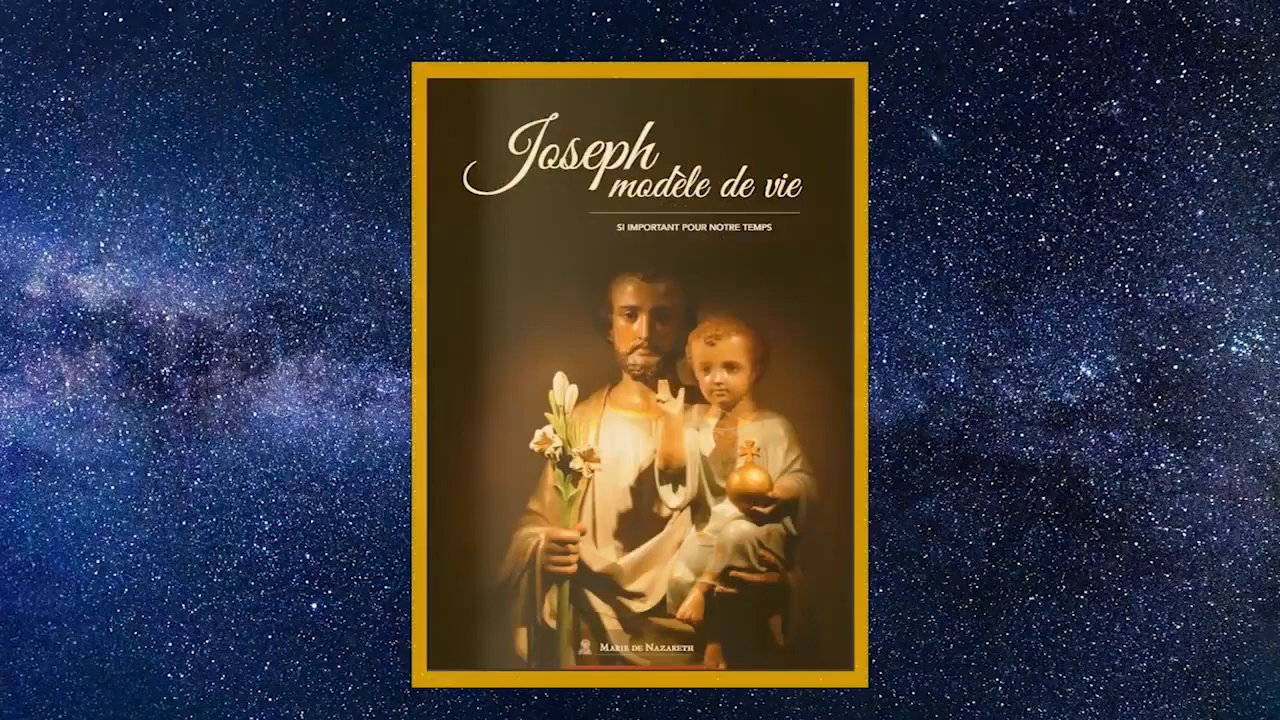 Joseph
modèle de vie
SI IMPORTANT POUR NOTRE TEMPS
MARIE DE NAZARETH